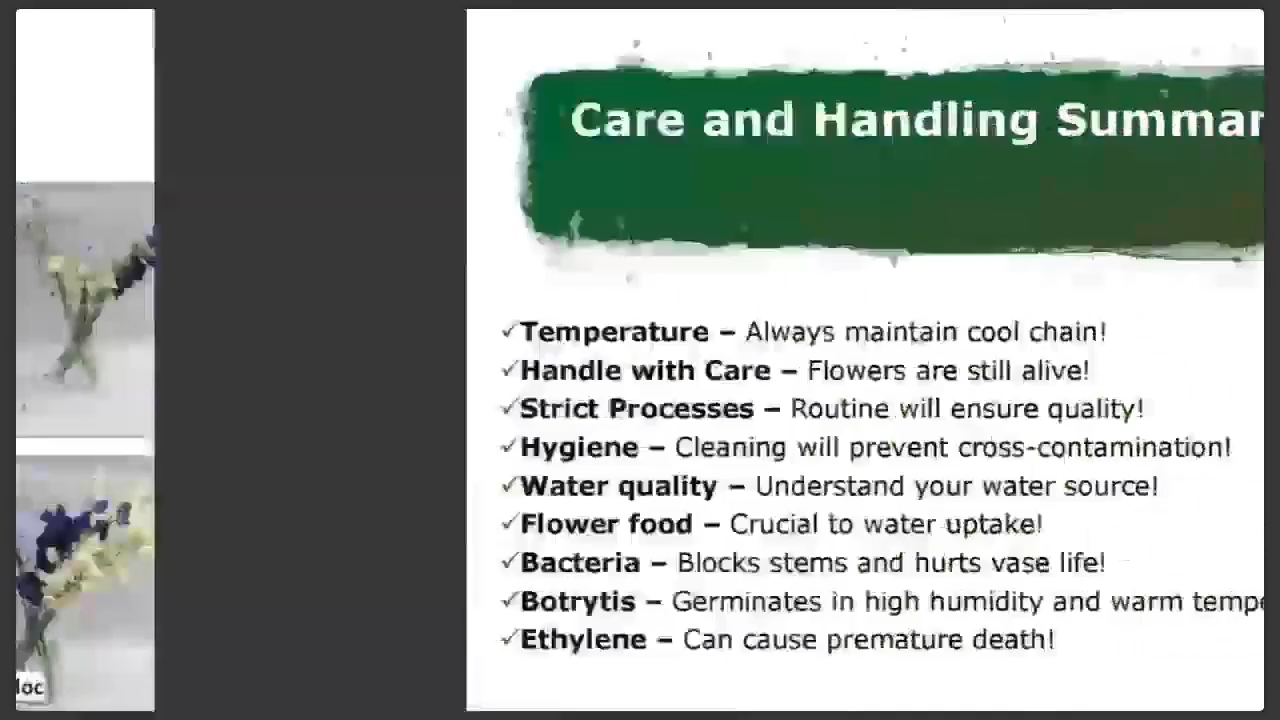 Care and Handling Summar
✓Temperature – Always maintain cool chain!
✓Handle with Care – Flowers are still alive!
✓Strict Processes – Routine will ensure quality!
✓Hygiene – Cleaning will prevent cross-contamination!
✓Water quality – Understand your water source!
✓Flower food – Crucial to water uptake!
✓Bacteria – Blocks stems and hurts vase life!
✓Botrytis – Germinates in high humidity and warm tempe
✓Ethylene – Can cause premature death!